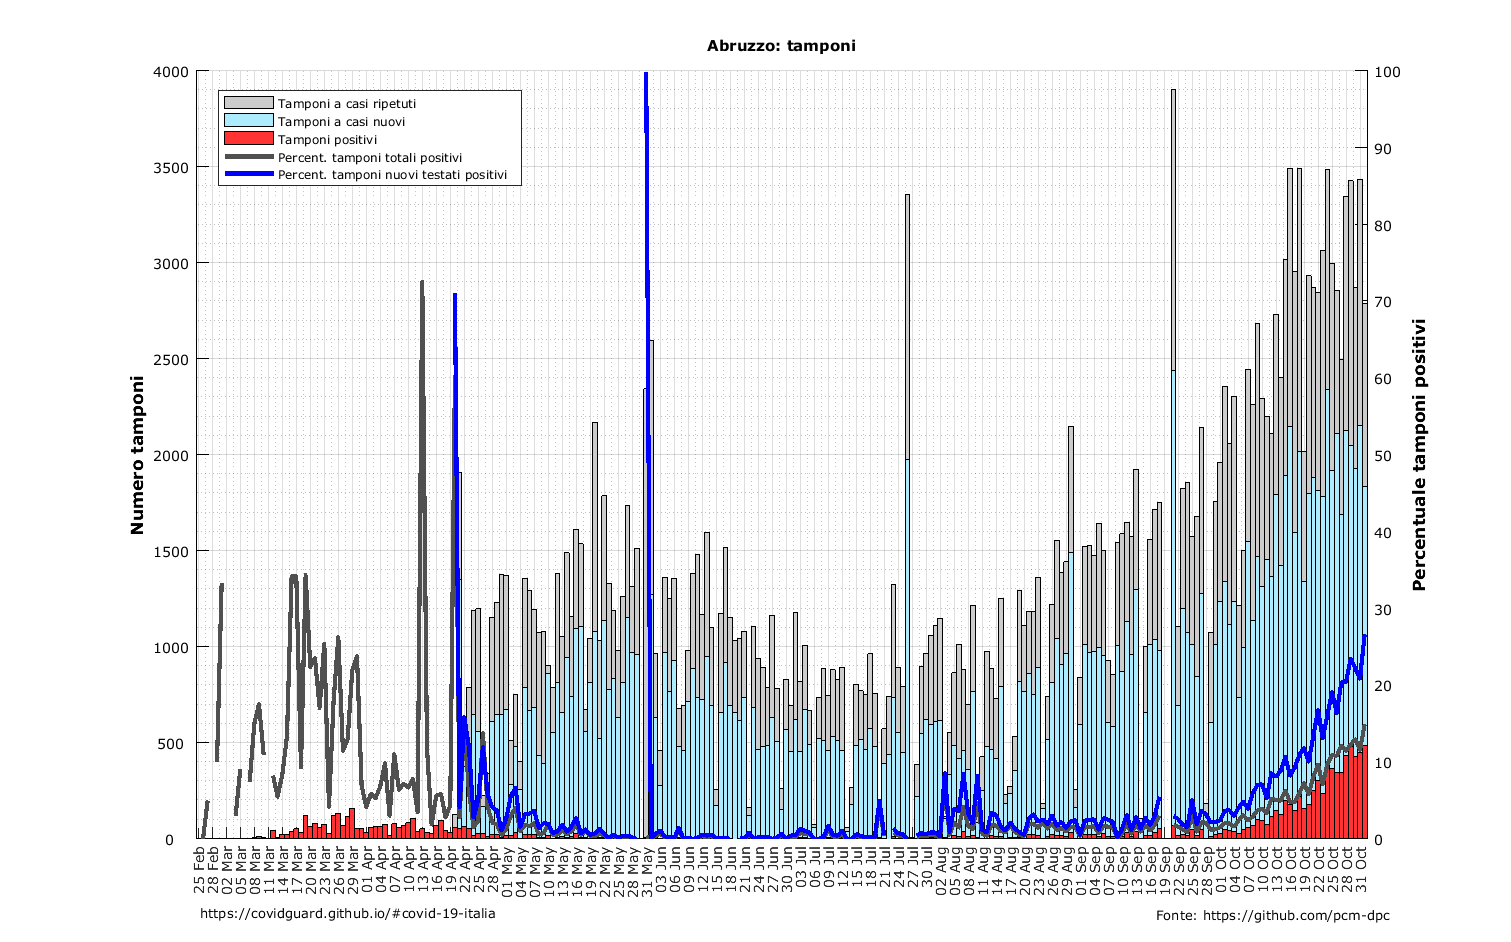 Abruzzo: tamponi
Tamponi a casi ripetuti
Tamponi a casi nuovi
Tamponi positivi
Percent. tamponi totali positivi
Percent. tamponi nuovi testati positivi
Numero tamponi
4000
3500
3000
2500
2000
1500
1000
500
0
Percentuale tamponi positivi
100
90
80
70
60
50
40
30
20
10
0
25 Feb
28 Feb
02 Mar
05 Mar
08 Mar
11 Mar
14 Mar
17 Mar
20 Mar
23 Mar
26 Mar
29 Mar
01 Apr
04 Apr
07 Apr
10 Apr
13 Apr
16 Apr
19 Apr
22 Apr
25 Apr
28 Apr
01 May
04 May
07 May
10 May
13 May
16 May
19 May
22 May
25 May
28 May
31 May
03 Jun
06 Jun
09 Jun
12 Jun
15 Jun
18 Jun
21 Jun
24 Jun
27 Jun
30 Jun
03 Jul
06 Jul
09 Jul
12 Jul
15 Jul
18 Jul
21 Jul
24 Jul
27 Jul
30 Jul
02 Aug
05 Aug
08 Aug
11 Aug
14 Aug
17 Aug
20 Aug
23 Aug
26 Aug
29 Aug
01 Sep
04 Sep
07 Sep
10 Sep
13 Sep
16 Sep
19 Sep
22 Sep
25 Sep
28 Sep
01 Oct
04 Oct
07 Oct
10 Oct
13 Oct
16 Oct
19 Oct
22 Oct
25 Oct
28 Oct
31 Oct
https://covidguard.github.io/#covid-19-italia
Fonte: https://github.com/pcm-dpc